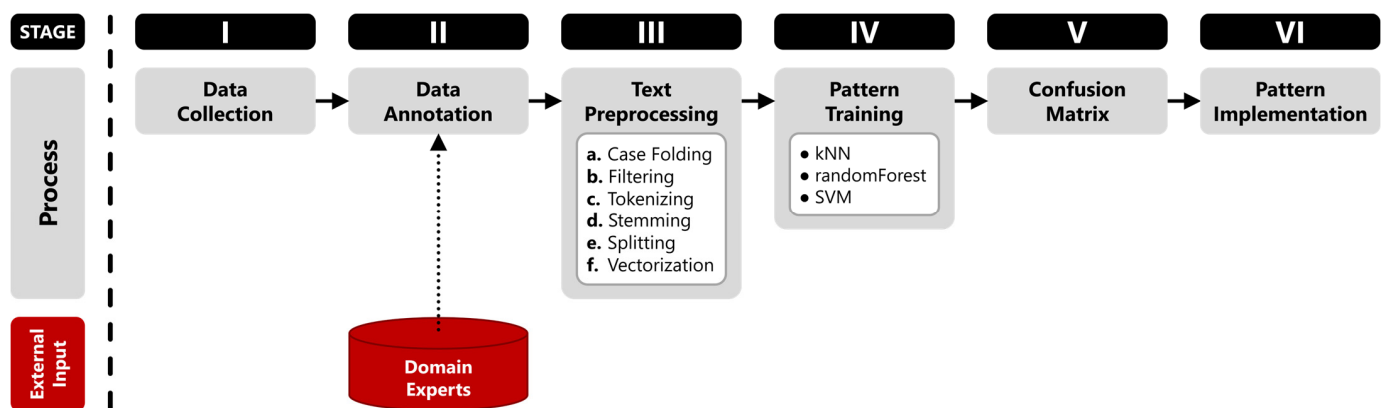 STAGE
I
II
III
IV
V
VI
Process
Data
Collection
Data
Annotation
Text
Preprocessing
a. Case Folding
b. Filtering
c. Tokenizing
d. Stemming
e. Splitting
f. Vectorization
Pattern
Training
● kNN
● randomForest
● SVM
Confusion
Matrix
Pattern
Implementation
External
Input
Domain
Experts